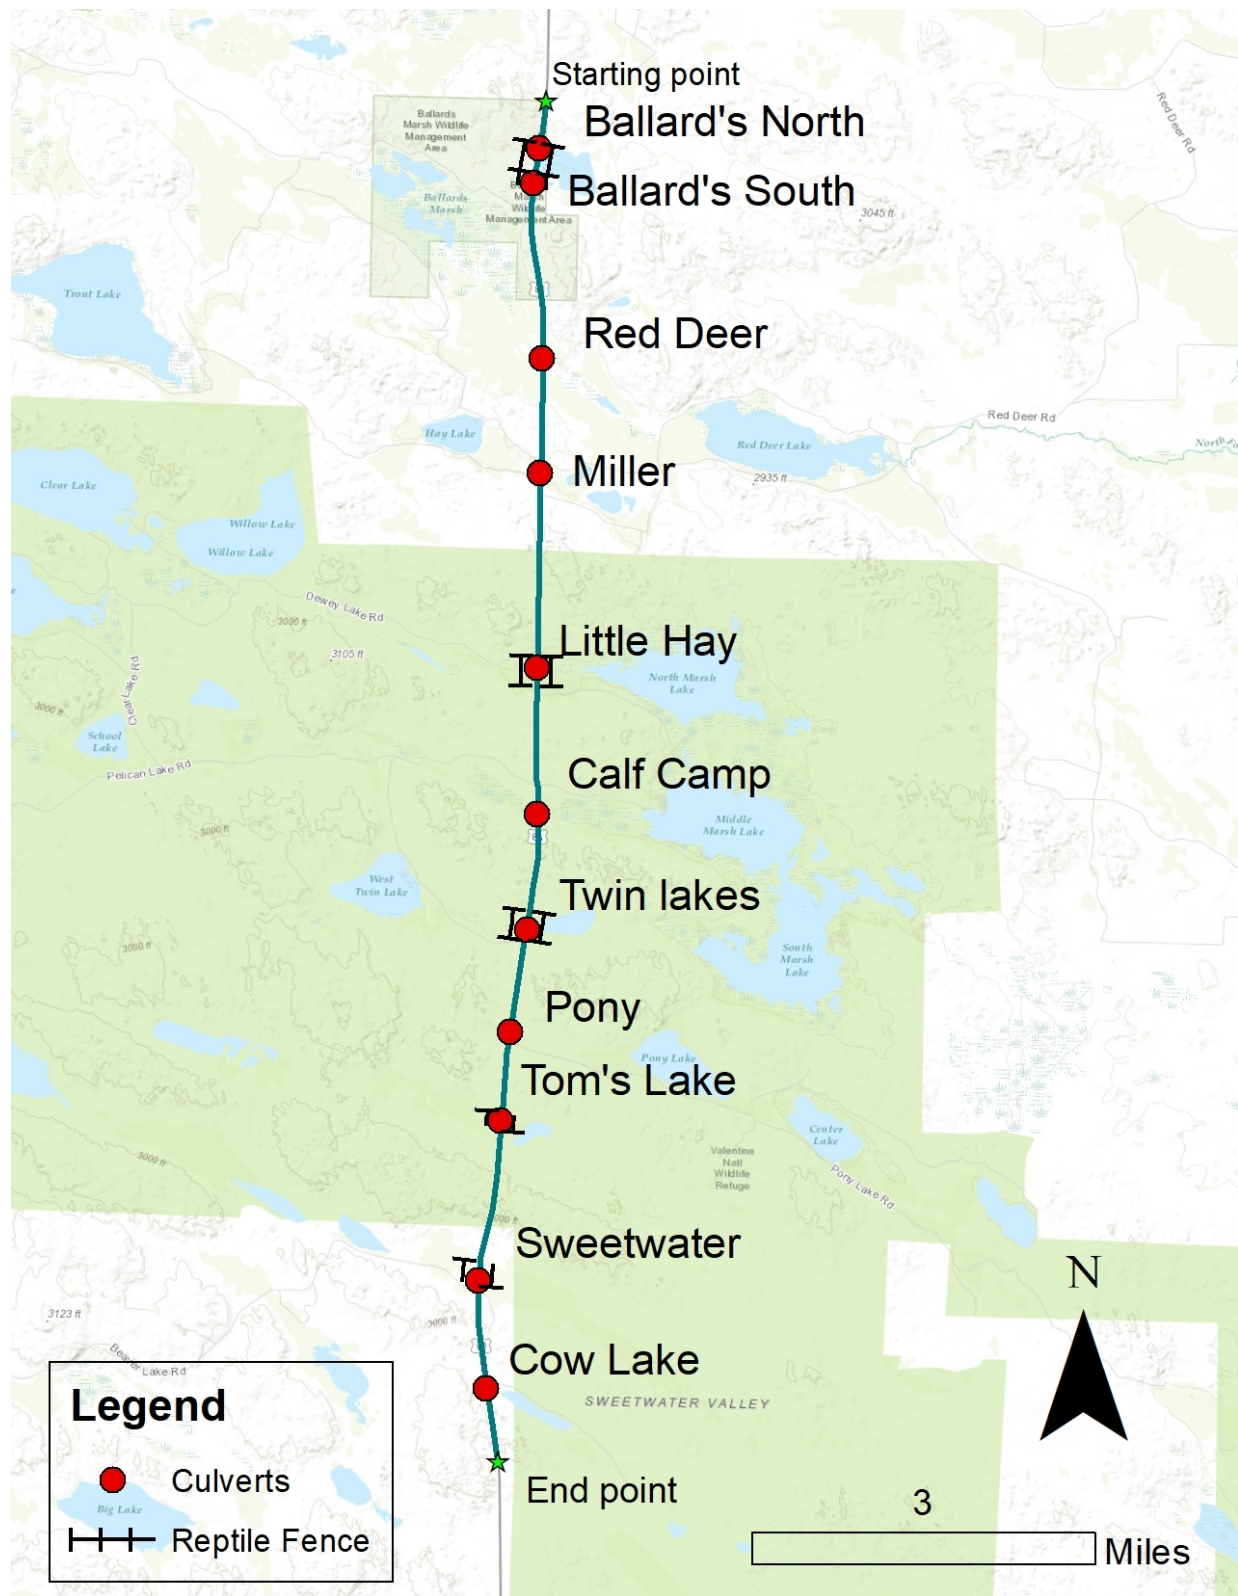 Starting point
Ballard's North
Ballards
Marsh Wildlife
Management
Area
Red Deer Rd
Ballard's South
Ballards
Marsh
Marsh
Wildlife
Management Area
3045 ft
Trout Lake
Red Deer
Hay Lake
Red Deer Lake
Red Deer Rd
Miller
2935 ft
Clear Lake
Willow Lake
Willow Lake
Dewey Lake Rd
3000 ft
3105 ft
Little Hay
North Marsh
Lake
Clear Lake Rd
3000 ft
School
Lake
Pelican Lake Rd
Calf Camp
3000 ft
Middle
Marsh Lake
West
Twin Lake
Twin lakes
3000 ft
South
Marsh
Lake
Pony
Pony Lake
Tom's Lake
Center
Lake
3000 ft
Valentine
Natl
Wildlife
Refuge
Pony Lake Rd
3000 ft
Sweetwater
N
3123 ft
3000 ft
Beaver Lake Rd
Cow Lake
SWEETWATER VALLEY
Legend
Culverts
Big Lake
Reptile Fence
End point
3
Miles